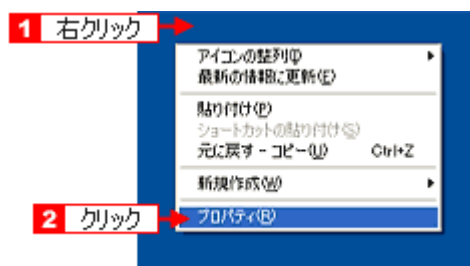 1 右クリック
アイコンの整列(I)
最新の情報に更新(E)
貼り付け(P)
ショートカットの貼り付け(S)
元に戻す - コピー(U) Ctrl+Z
新規作成(W)
2 クリック
プロパティ(R)